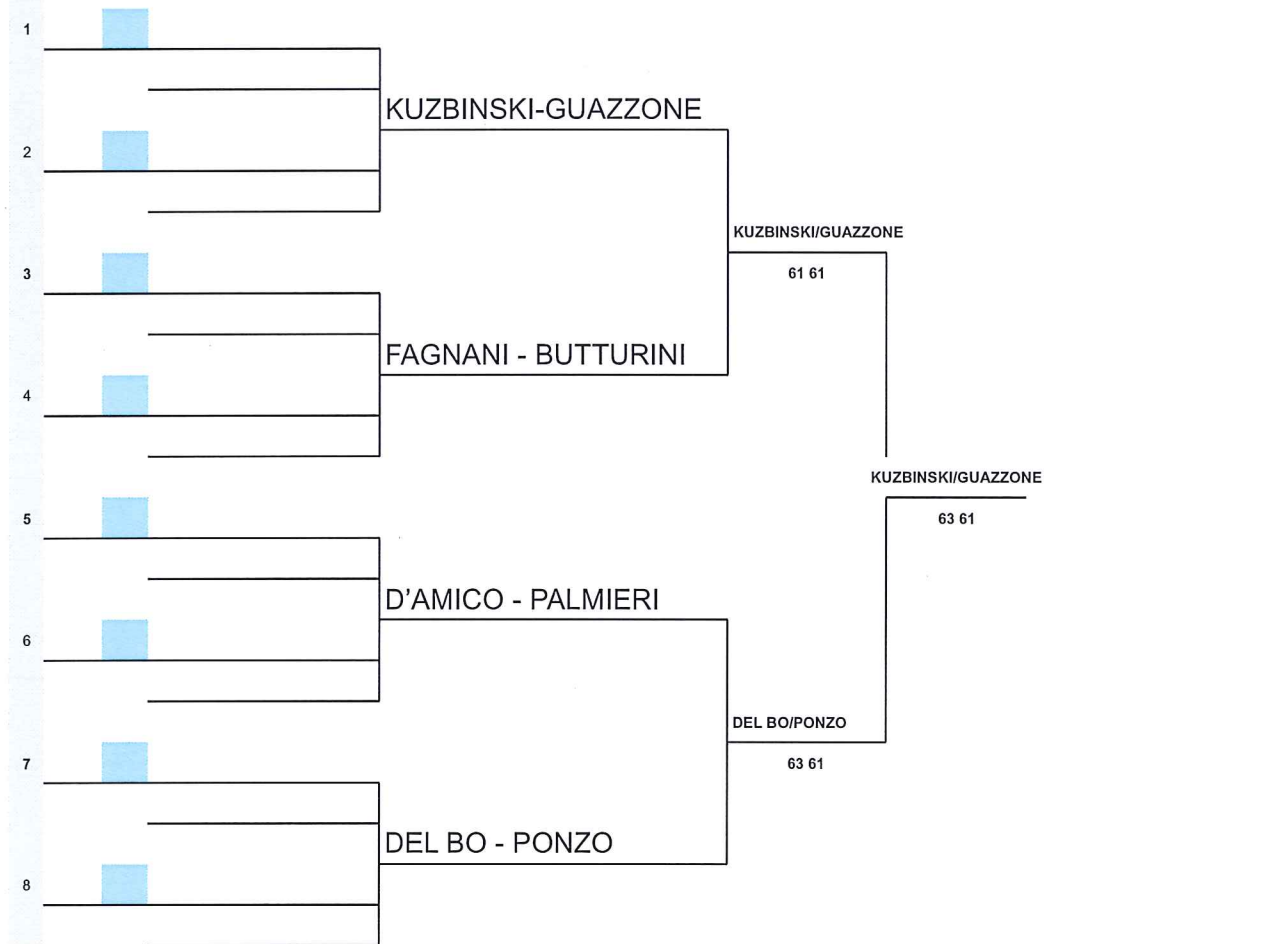 1
KUZBINSKI-GUAZZONE
2
KUZBINSKI/GUAZZONE
61 61
3
FAGNANI - BUTTURINI
4
KUZBINSKI/GUAZZONE
63 61
5
D'AMICO - PALMIERI
6
DEL BO/PONZO
63 61
7
DEL BO - PONZO
8